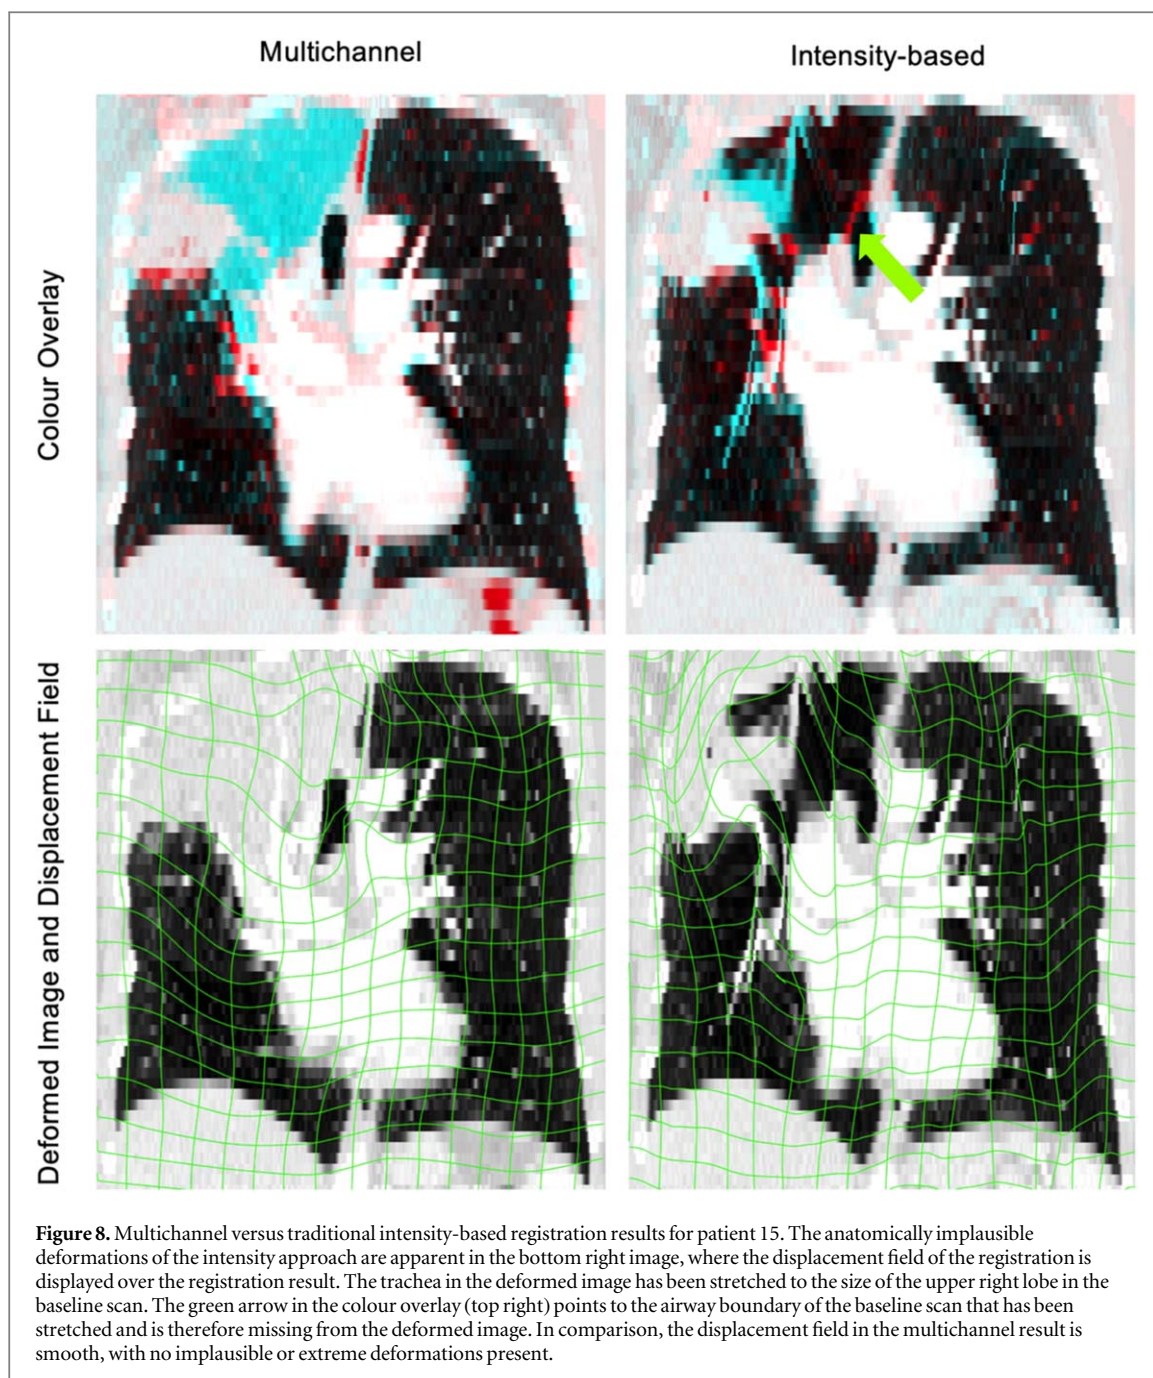 Multichannel
Intensity-based
Colour Overlay
Deformed Image and Displacement Field
Figure 8. Multichannel versus traditional intensity-based registration results for patient 15. The anatomically implausible
deformations of the intensity approach are apparent in the bottom right image, where the displacement field of the registration is
displayed over the registration result. The trachea in the deformed image has been stretched to the size of the upper right lobe in the
baseline scan. The green arrow in the colour overlay (top right) points to the airway boundary of the baseline scan that has been
stretched and is therefore missing from the deformed image. In comparison, the displacement field in the multichannel result is
smooth, with no implausible or extreme deformations present.